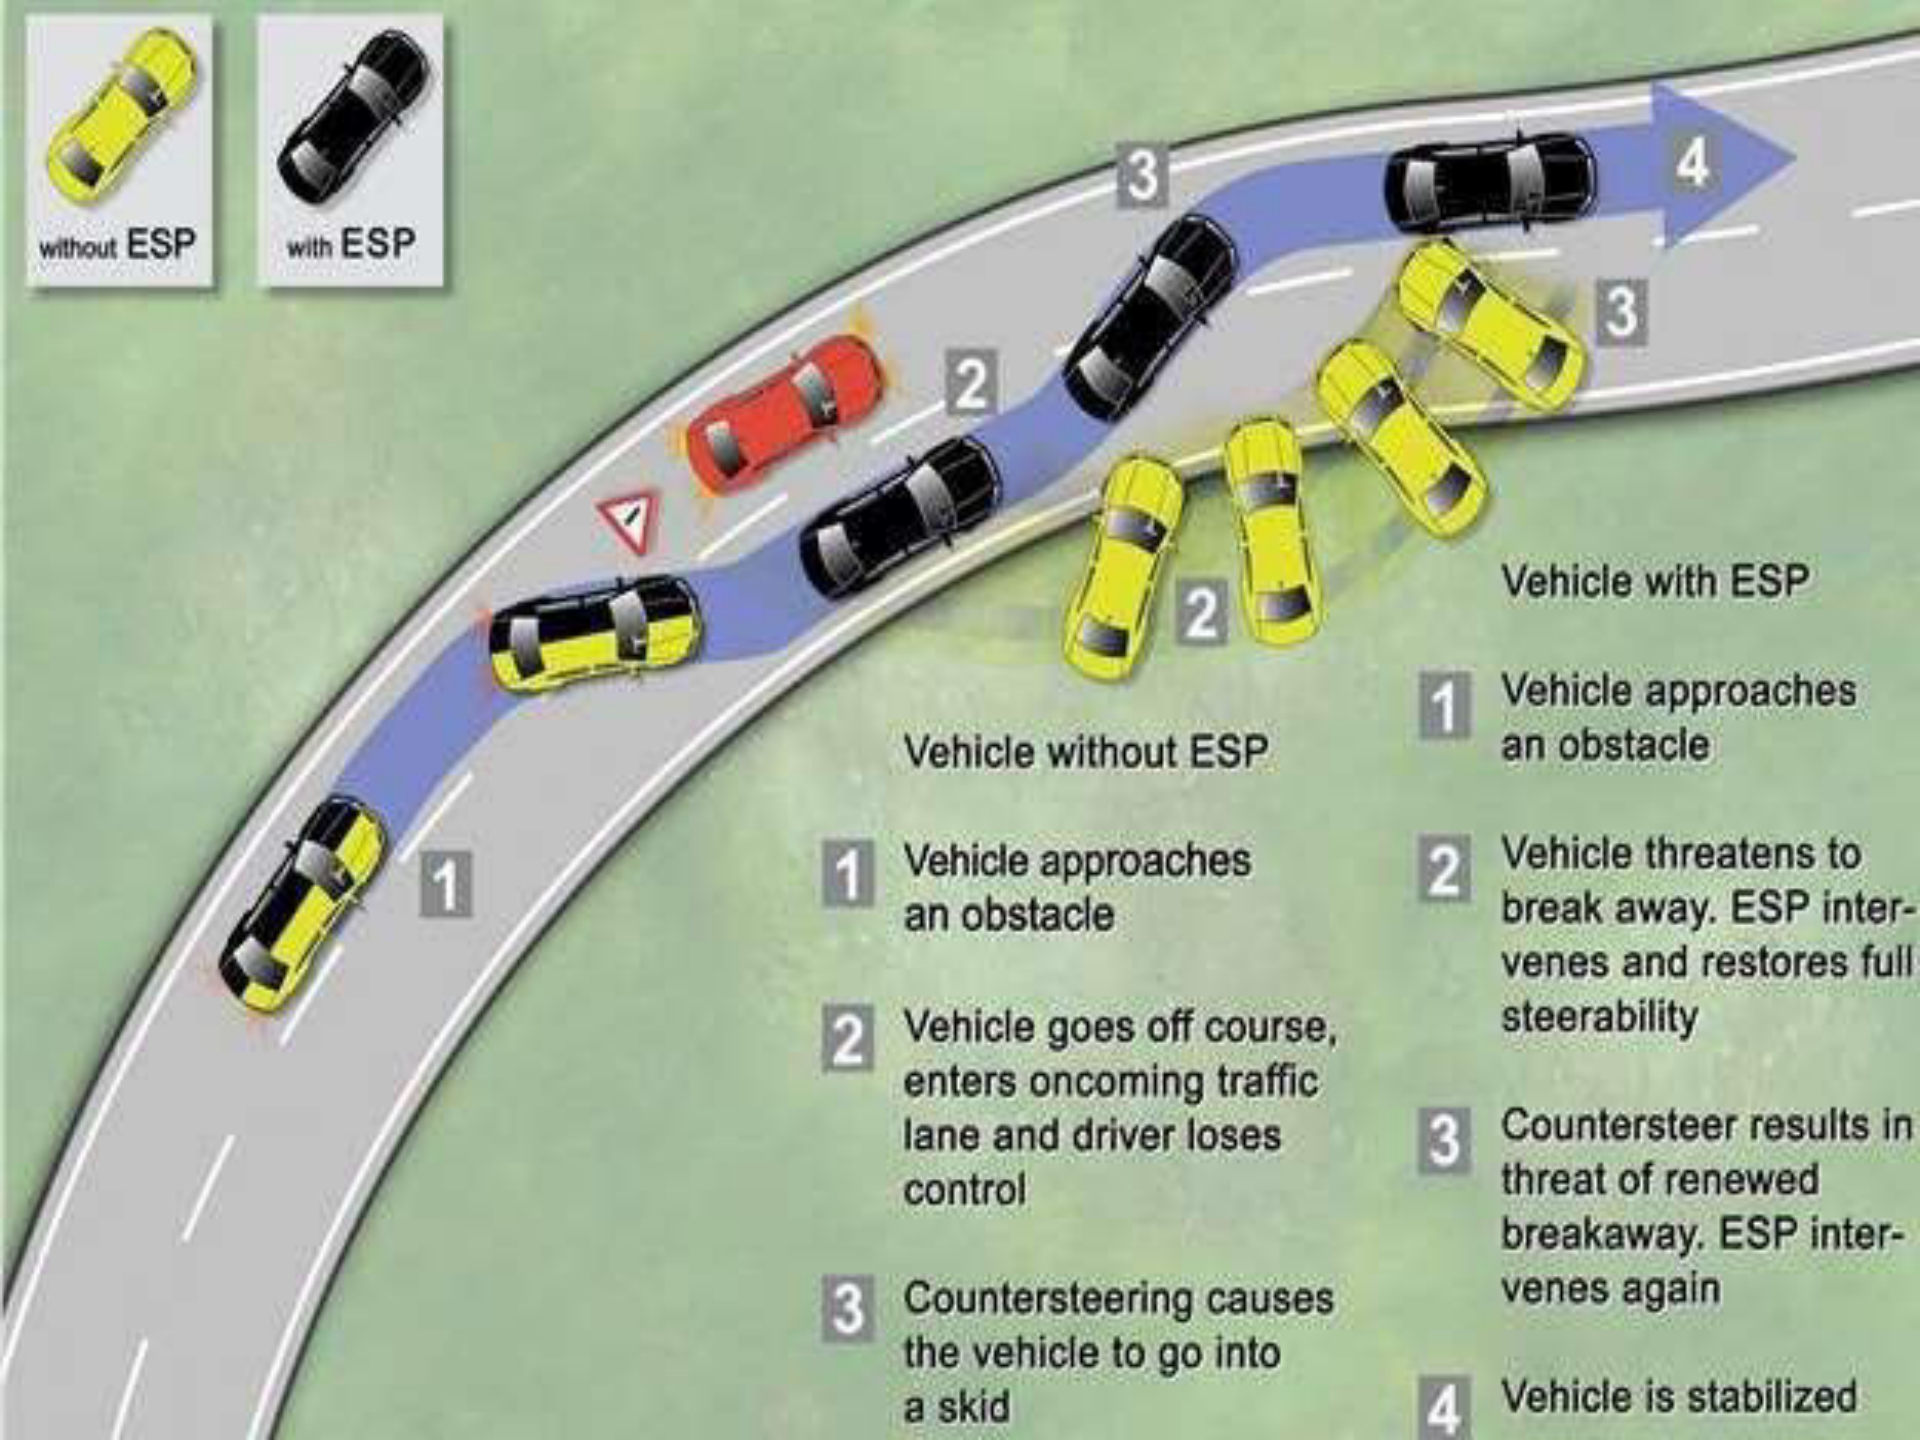 without ESP
with ESP
3
4
3
2
2
1
Vehicle without ESP
1 Vehicle approaches
an obstacle
2 Vehicle goes off course,
enters oncoming traffic
lane and driver loses
control
3 Countersteering causes
the vehicle to go into
a skid
Vehicle with ESP
1 Vehicle approaches
an obstacle
2 Vehicle threatens to
break away. ESP inter-
venes and restores full
steerability
3 Countersteer results in
threat of renewed
breakaway. ESP inter-
venes again
4 Vehicle is stabilized